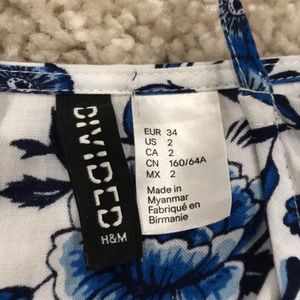 DIVIDED
H&M
EUR 34
US 2
CA 2
CN 160/64A
MX 2
Made in
Myanmar
Fabriqué en
Birmanie